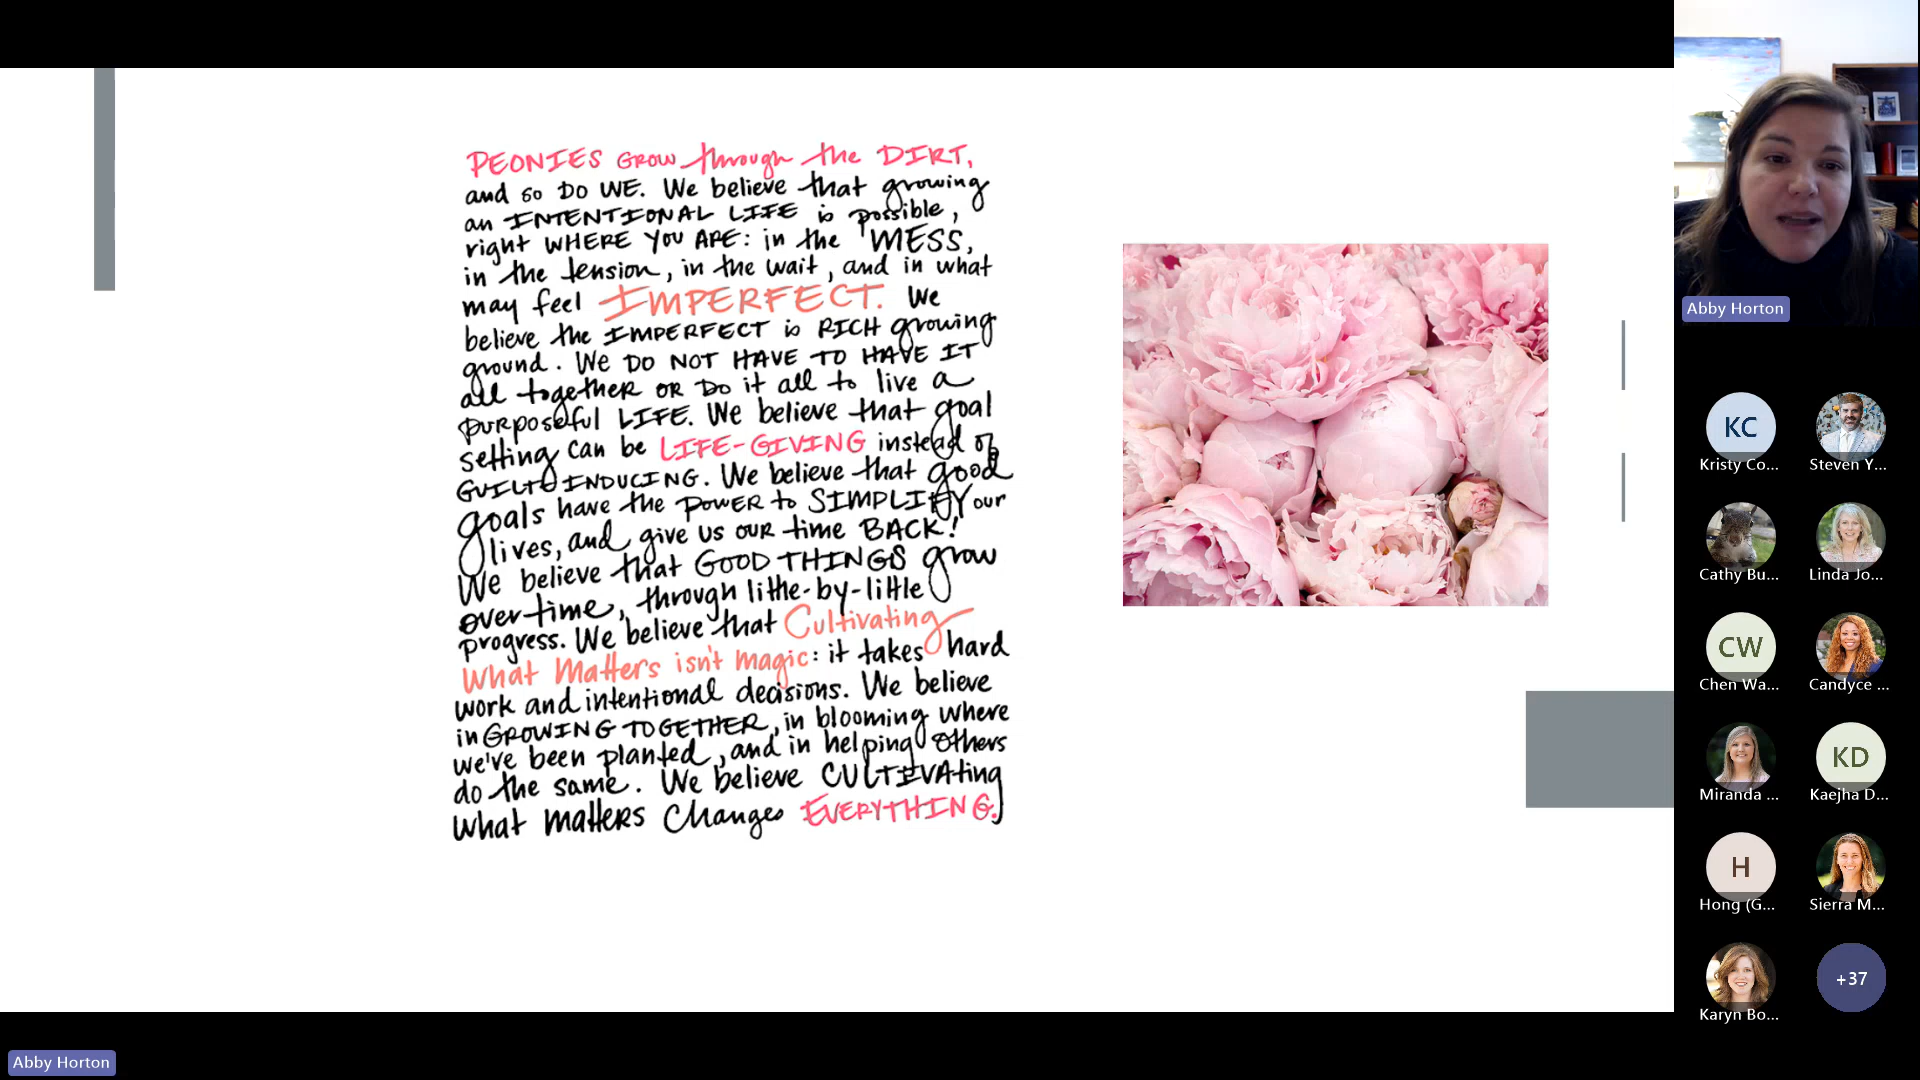 PEONIES GROW through the DIRT,
and so DO WE. We believe that growing
an INTENTIONAL LIFE is possible,
right WHERE YOU ARE: in the MESS,
in the tension, in the wait, and in what
may feel IMPERFECT. We
believe the IMPERFECT is RICH growing
ground. We DO NOT HAVE TO HAVE IT
all together OR DO it all to live a
purposeful LIFE. We believe that goal
setting can be LIFE-GIVING instead of
GUILT-INDUCING. We believe that good
goals have the POWER to SIMPLIFY our
lives, and give us OUR time BACK!
We believe that GOOD THINGS grow
over time, through little-by-little
progress. We believe that Cultivating
What Matters isn't magic: it takes hard
work and intentional decisions. We believe
in GROWING TOGETHER, in blooming where
we've been planted, and in helping others
do the same. We believe CULTIVAting
what matters Changes EVERYTHING.
Abby Horton
KC
Kristy Co...
Steven Y...
Cathy Bu...
Linda Jo...
CW
Chen Wa...
Candyce ...
Miranda ...
KD
Kaejha D...
H
Hong (G...
Sierra M...
Karyn Bo...
+37
Abby Horton